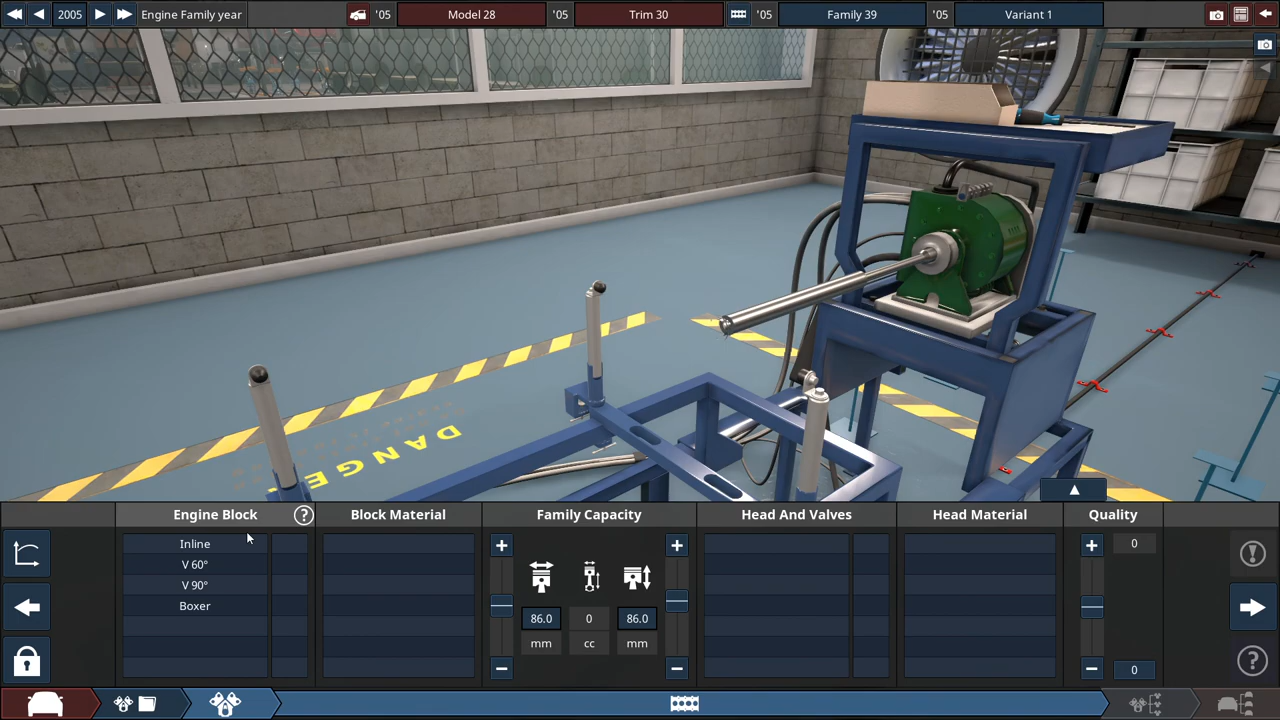 2005 Engine Family year '05 Model 28 '05 Trim 30 '05 Family 39 '05 Variant 1
DANGE
Engine Block ? Block Material Family Capacity Head And Valves Head Material Quality
Inline
V 60°
V 90°
Boxer
+ + + 0
86.0 0 86.0
mm cc mm
- - - 0
?